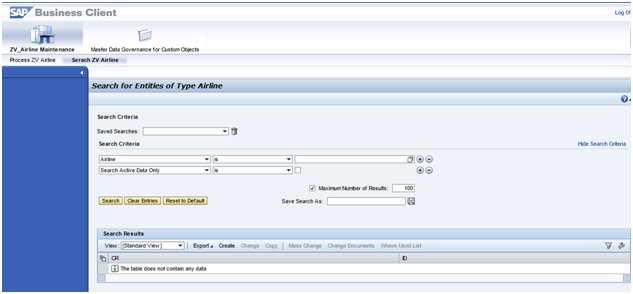 SAP Business Client
Log Of
ZV_Airline Maintenance Master Data Governance for Custom Objects
Process ZV Airline Serach ZV Airline
Search for Entities of Type Airline
Search Criteria
Saved Searches:
Search Criteria Hide Search Criteria
Airline is
Search Active Data Only is
Maximum Number of Results: 100
Search Clear Entries Reset to Default Save Search As:
Search Results
View: [Standard View] Export Create Change Copy Mass Change Change Documents Where-Used List
CR ID
The table does not contain any data